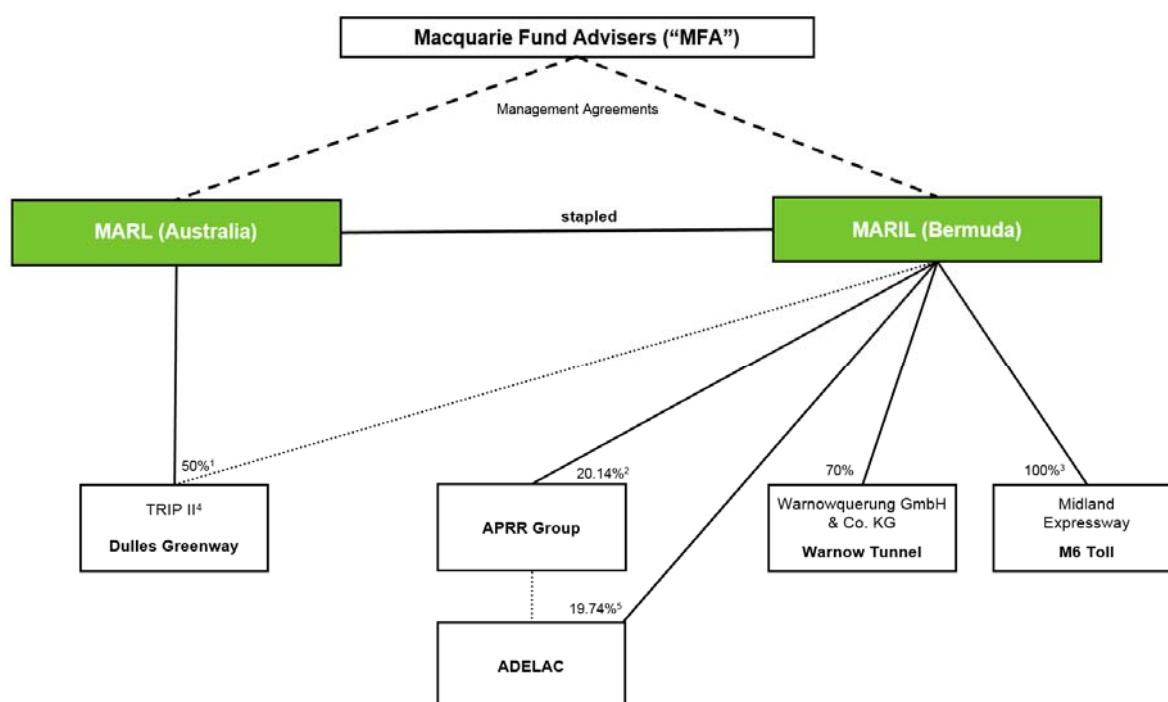 Macquarie Fund Advisers (“MFA”)
Management Agreements
MARL (Australia)
stapled
MARIL (Bermuda)
50%¹
20.14%²
70%
100%³
TRIP II⁴
Dulles Greenway
APRR Group
Warnowquerung GmbH
& Co. KG
Warnow Tunnel
Midland
Expressway
M6 Toll
19.74%⁵
ADELAC